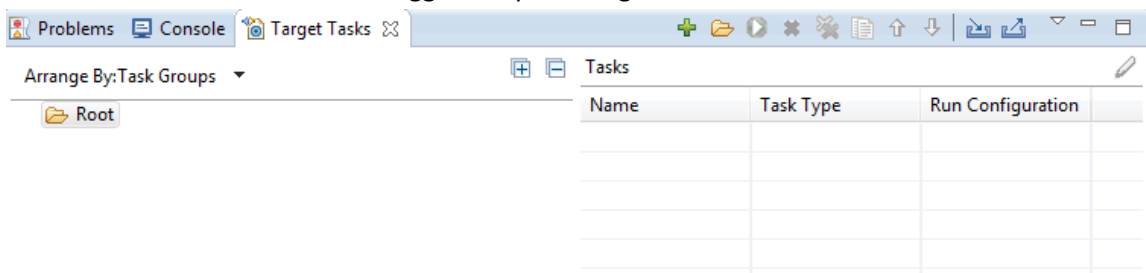 Problems Console Target Tasks
Arrange By:Task Groups
Root
Tasks
Name Task Type Run Configuration